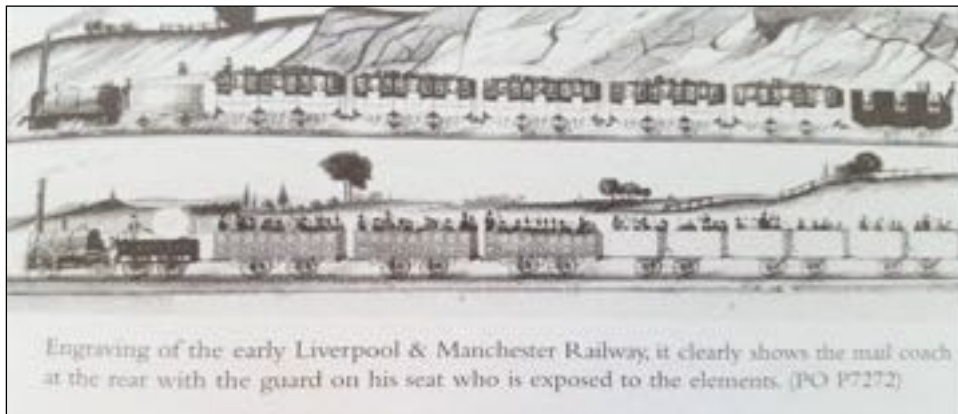 Engraving of the early Liverpool & Manchester Railway, it clearly shows the mail coach
at the rear with the guard on his seat who is exposed to the elements. (PO P7272)